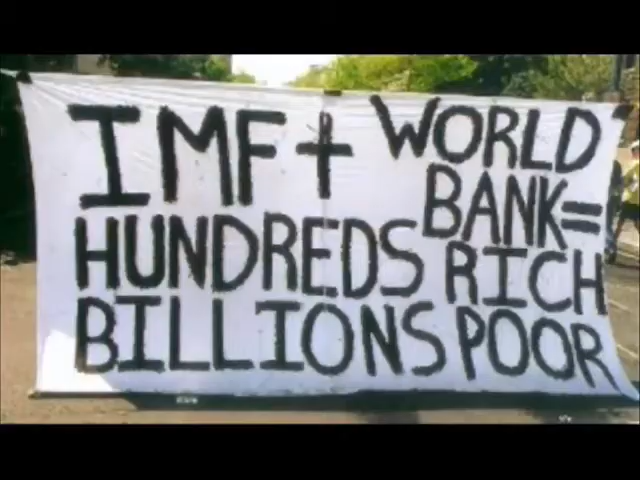 IMF + WORLD
BANK =
HUNDREDS RICH
BILLIONS POOR